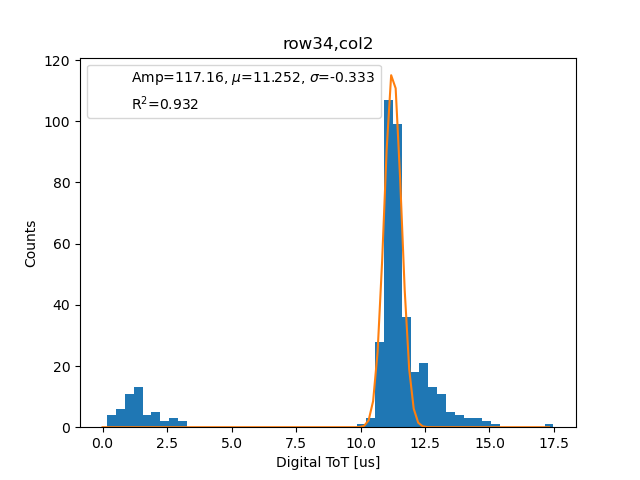 row34,col2
Amp=117.16, μ=11.252, σ=-0.333
R²=0.932
Counts
120
100
80
60
40
20
0
0.0 2.5 5.0 7.5 10.0 12.5 15.0 17.5
Digital ToT [us]